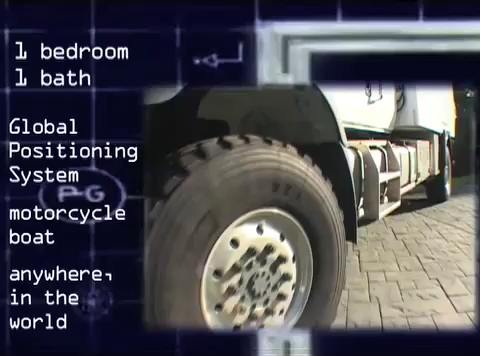 1 bedroom
1 bath
Global
Positioning
System
P-G
motorcycle
boat
anywhere,
in the
world